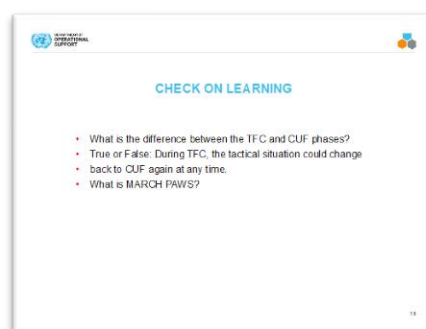 DEPARTMENT OF
OPERATIONAL
SUPPORT
CHECK ON LEARNING
• What is the difference between the TFC and CUF phases?
• True or False: During TFC, the tactical situation could change
• back to CUF again at any time.
• What is MARCH PAWS?